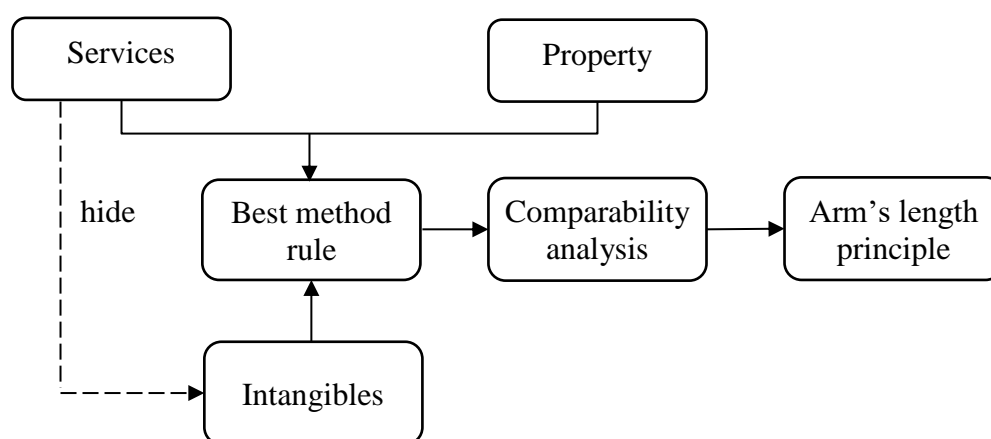 Services
Property
hide
Best method
rule
Comparability
analysis
Arm’s length
principle
Intangibles